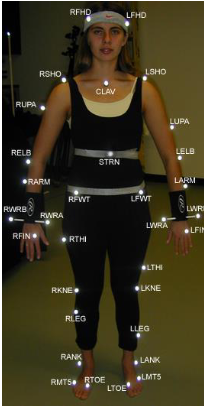 RFHD LFHD
RSHO LSHO
CLAV
RUPA LUPA
STRN
RELB LELB
RARM LARM
RFWT LFWT
RWRB RWRA LWRA LWRB
RFIN LFIN
RTHI
LTHI
RKNE LKNE
RLEG
LLEG
RANK LANK
RMT5 RTOE LTOE LMT5